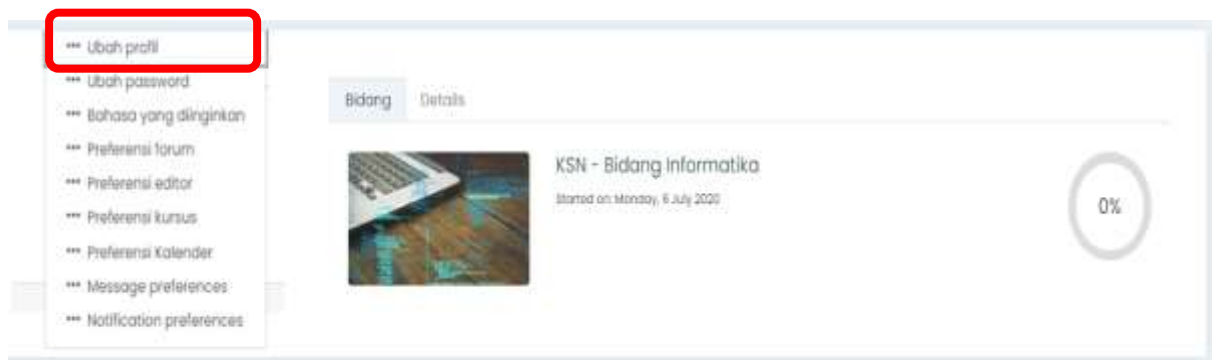 *** Ubah profil
*** Ubah password
*** Bahasa yang diinginkan
*** Preferensi forum
*** Preferensi editor
*** Preferensi kursus
*** Preferensi Kalender
*** Message preferences
*** Notification preferences
Bidang Details
KSN - Bidang Informatika
Started on: Monday, 6 July 2020
0%